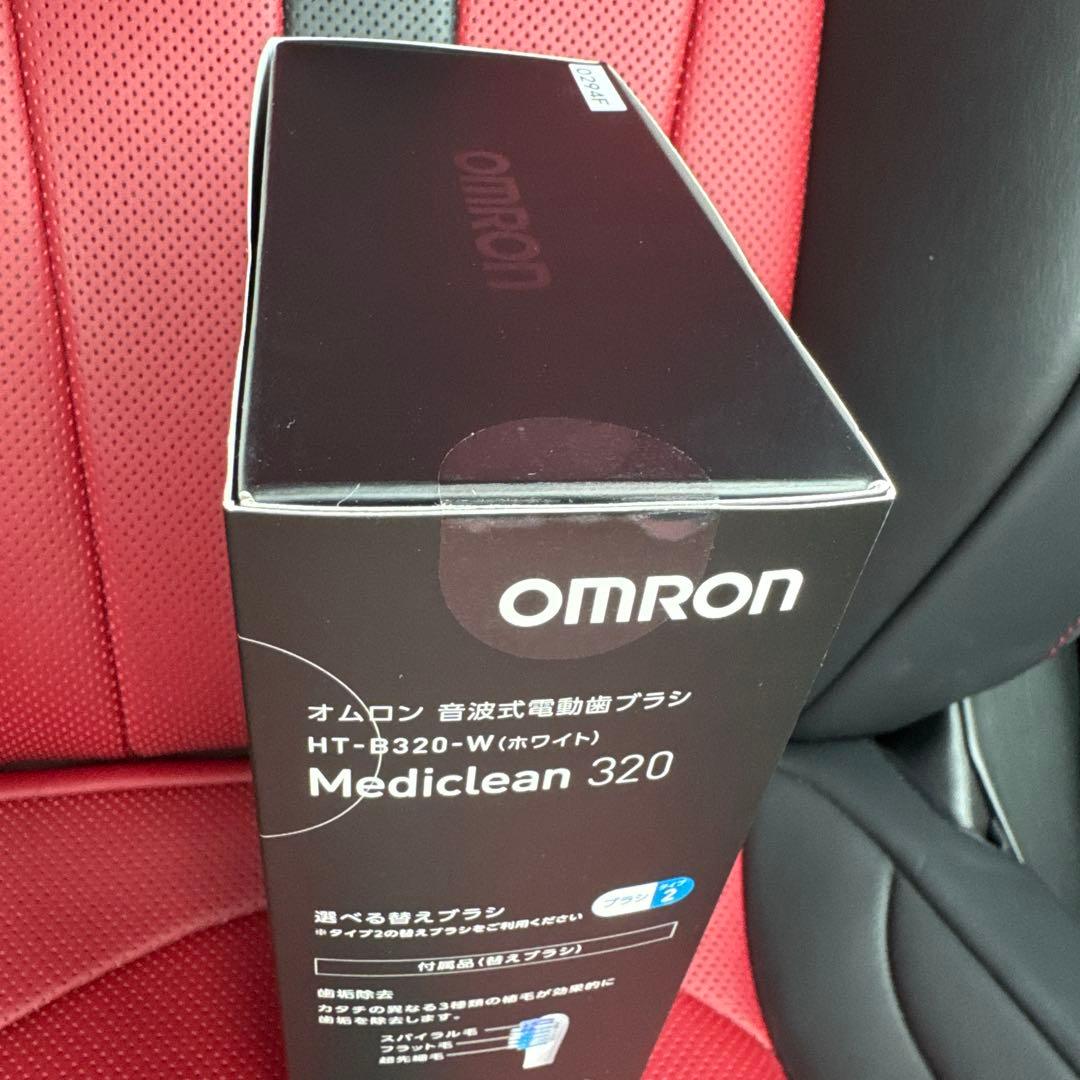 0294F
OMRON
OMRON
オムロン 音波式電動歯ブラシ
HT-B320-W(ホワイト)
Mediclean 320
選べる替えブラシ
ブラシ タイプ2
※タイプ2の替えブラシをご利用ください
付属品(替えブラシ)
歯垢除去
カタチの異なる3種類の植毛が効果的に
歯垢を除去します。
スパイラル毛
フラット毛
超先細毛